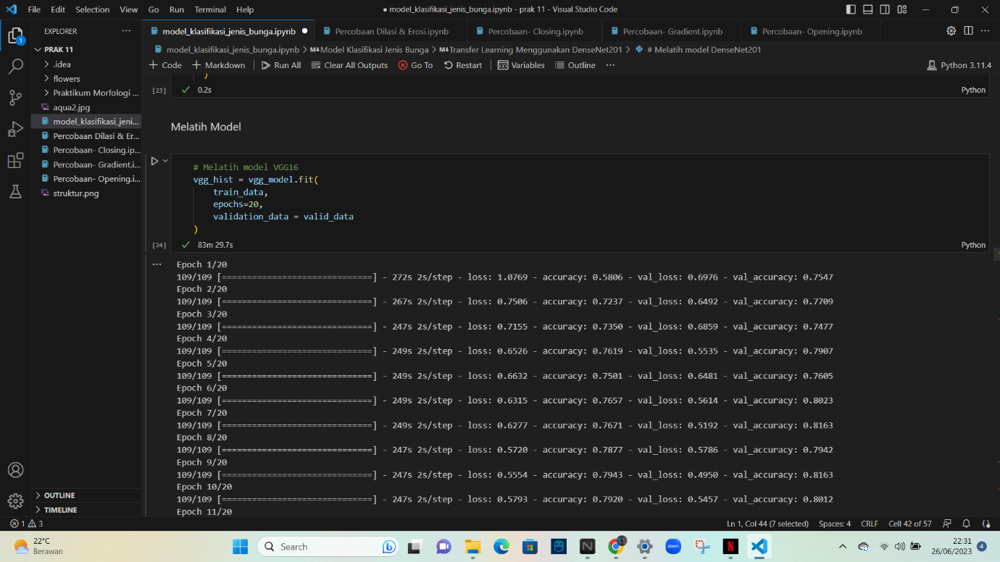 File Edit Selection View Go Run Terminal Help
● model_klasifikasi_jenis_bunga.ipynb - prak 11 - Visual Studio Code
EXPLORER ...
model_klasifikasi_jenis_bunga.ipynb ●
Percobaan Dilasi & Erosi.ipynb
Percobaan- Closing.ipynb
Percobaan- Gradient.ipynb
Percobaan- Opening.ipynb
1
PRAK 11
.idea
flowers
Praktikum Morfologi ...
aqua2.jpg
model_klasifikasi_jeni...
Percobaan Dilasi & Er...
Percobaan- Closing.ip...
Percobaan- Gradient.i...
Percobaan- Opening.i...
struktur.png
OUTLINE
TIMELINE
model_klasifikasi_jenis_bunga.ipynb > M↓Model Klasifikasi Jenis Bunga > M↓Transfer Learning Menggunakan DenseNet201 > # Melatih model DenseNet201
+ Code + Markdown Run All Clear All Outputs Go To Restart Variables Outline ... Python 3.11.4
)
[23] 0.2s Python
Melatih Model
# Melatih model VGG16
vgg_hist = vgg_model.fit(
train_data,
epochs=20,
validation_data = valid_data
)
[24] 83m 29.7s Python
... Epoch 1/20
109/109 [==============================] - 272s 2s/step - loss: 1.0769 - accuracy: 0.5806 - val_loss: 0.6976 - val_accuracy: 0.7547
Epoch 2/20
109/109 [==============================] - 267s 2s/step - loss: 0.7506 - accuracy: 0.7237 - val_loss: 0.6492 - val_accuracy: 0.7709
Epoch 3/20
109/109 [==============================] - 247s 2s/step - loss: 0.7155 - accuracy: 0.7350 - val_loss: 0.6859 - val_accuracy: 0.7477
Epoch 4/20
109/109 [==============================] - 249s 2s/step - loss: 0.6526 - accuracy: 0.7619 - val_loss: 0.5535 - val_accuracy: 0.7907
Epoch 5/20
109/109 [==============================] - 249s 2s/step - loss: 0.6632 - accuracy: 0.7501 - val_loss: 0.6481 - val_accuracy: 0.7605
Epoch 6/20
109/109 [==============================] - 249s 2s/step - loss: 0.6315 - accuracy: 0.7657 - val_loss: 0.5614 - val_accuracy: 0.8023
Epoch 7/20
109/109 [==============================] - 249s 2s/step - loss: 0.6277 - accuracy: 0.7671 - val_loss: 0.5192 - val_accuracy: 0.8163
Epoch 8/20
109/109 [==============================] - 247s 2s/step - loss: 0.5720 - accuracy: 0.7877 - val_loss: 0.5786 - val_accuracy: 0.7942
Epoch 9/20
109/109 [==============================] - 247s 2s/step - loss: 0.5554 - accuracy: 0.7943 - val_loss: 0.4950 - val_accuracy: 0.8163
Epoch 10/20
109/109 [==============================] - 247s 2s/step - loss: 0.5793 - accuracy: 0.7920 - val_loss: 0.5457 - val_accuracy: 0.8012
Epoch 11/20
1 3 Ln 1, Col 44 (7 selected) Spaces: 4 CRLF Cell 42 of 57
22°C
Berawan
Search
zoom
22:31
26/06/2023
4